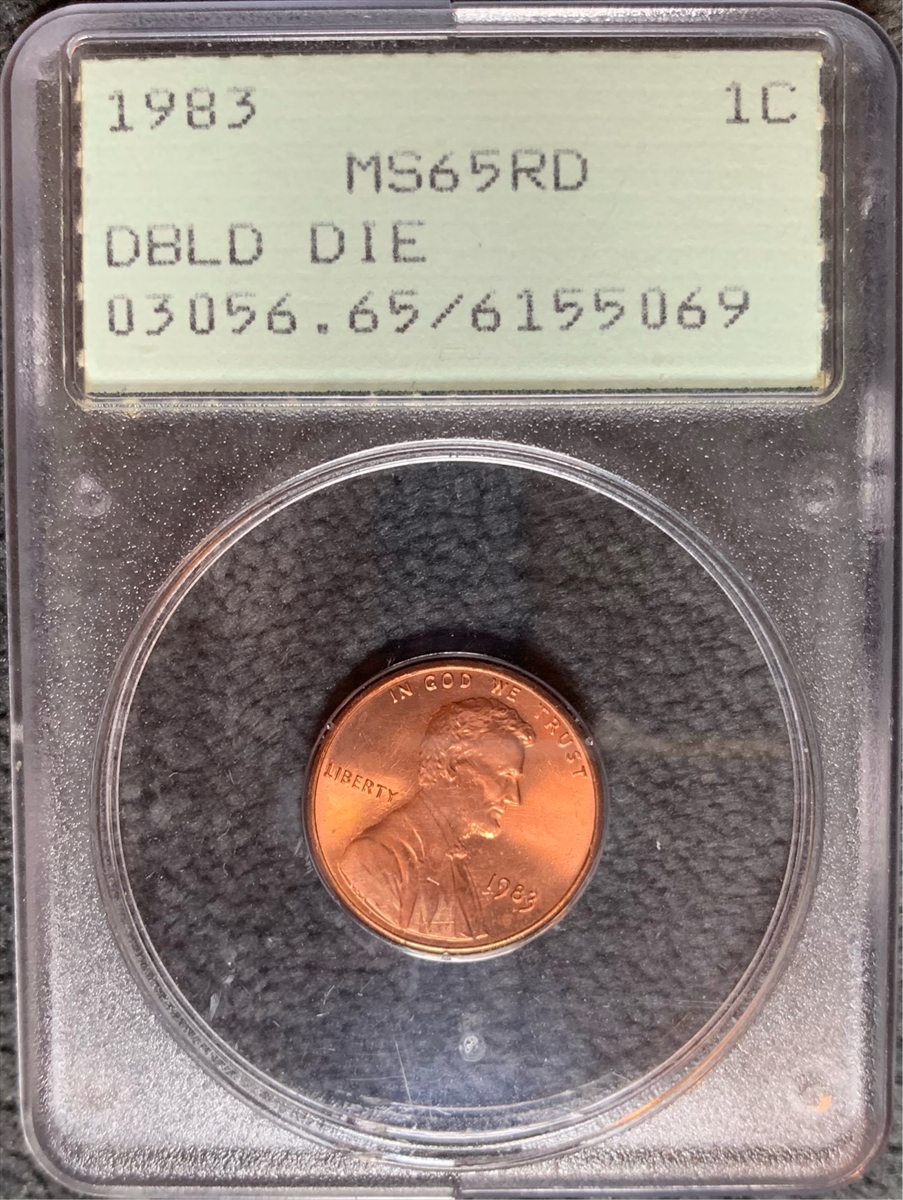 1983 1C
MS65RD
DBLD DIE
03056.65/6155069
IN GOD WE TRUST
LIBERTY
1983